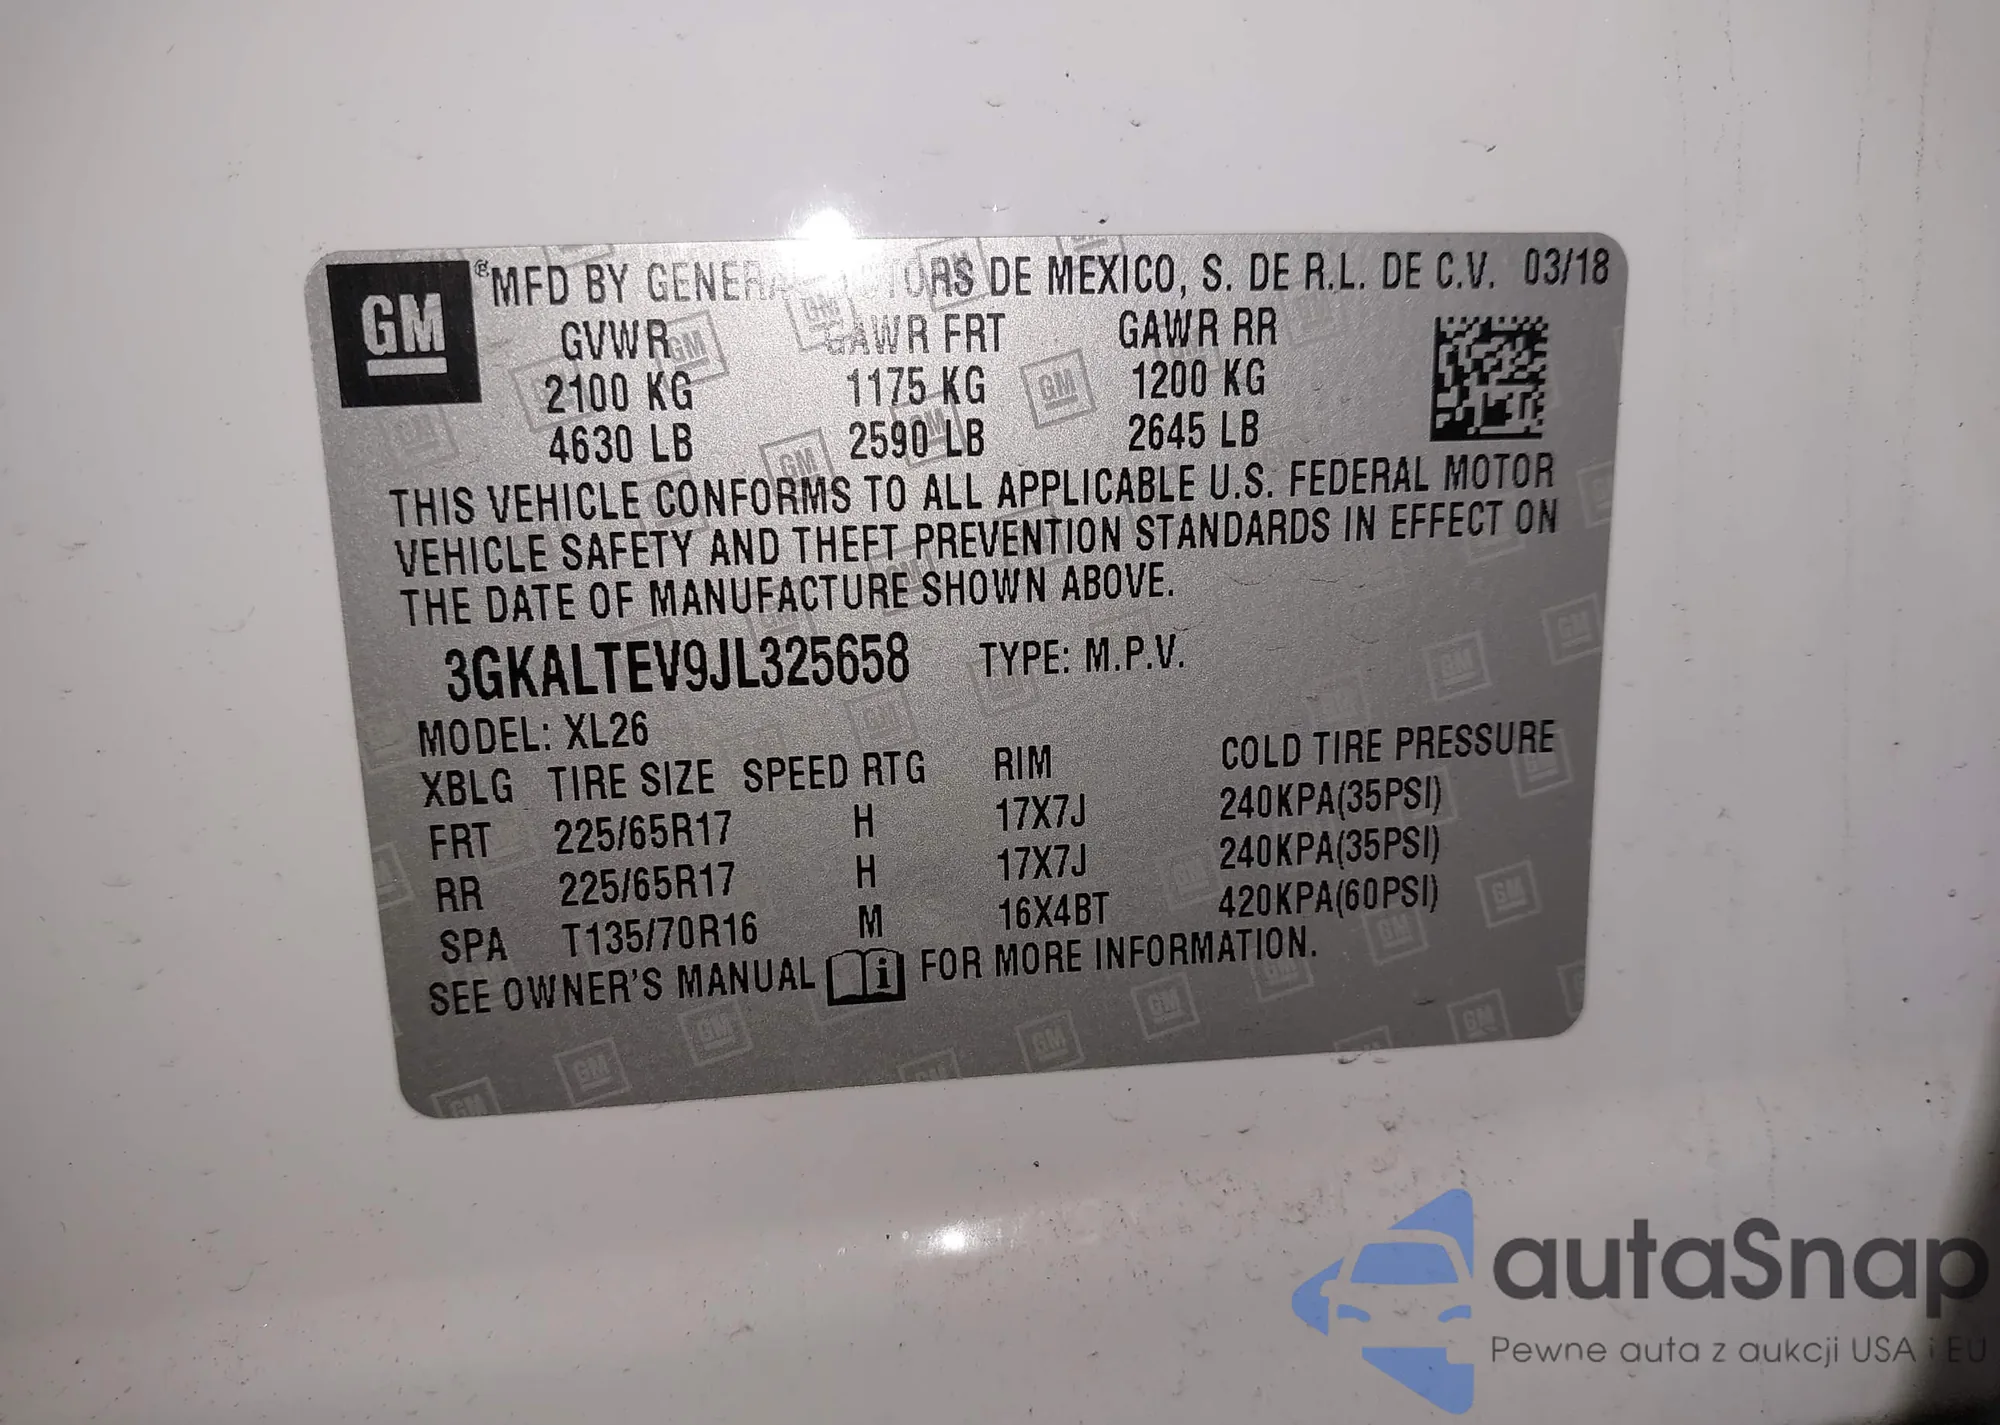 GM ® MFD BY GENERAL MOTORS DE MEXICO, S. DE R.L. DE C.V. 03/18
GVWR GAWR FRT GAWR RR
2100 KG 1175 KG 1200 KG
4630 LB 2590 LB 2645 LB
THIS VEHICLE CONFORMS TO ALL APPLICABLE U.S. FEDERAL MOTOR
VEHICLE SAFETY AND THEFT PREVENTION STANDARDS IN EFFECT ON
THE DATE OF MANUFACTURE SHOWN ABOVE.
3GKALTEV9JL325658 TYPE: M.P.V.
MODEL: XL26
XBLG TIRE SIZE SPEED RTG RIM COLD TIRE PRESSURE
FRT 225/65R17 H 17X7J 240KPA(35PSI)
RR 225/65R17 H 17X7J 240KPA(35PSI)
SPA T135/70R16 M 16X4BT 420KPA(60PSI)
SEE OWNER'S MANUAL i FOR MORE INFORMATION.
autaSnap
Pewne auta z aukcji USA i EU